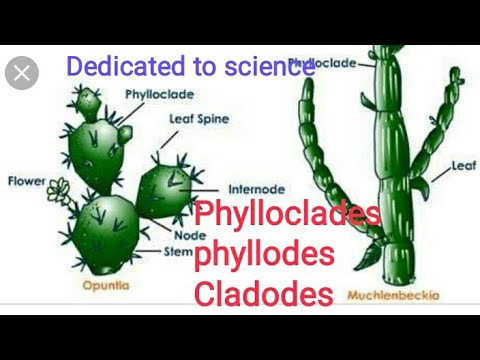 Dedicated to science
Phylloclade
Phylloclade
Leaf Spine
Flower
Internode
Node
Stem
Opuntia
Leaf
Muchlenbeckia
Phylloclades
phyllodes
Cladodes